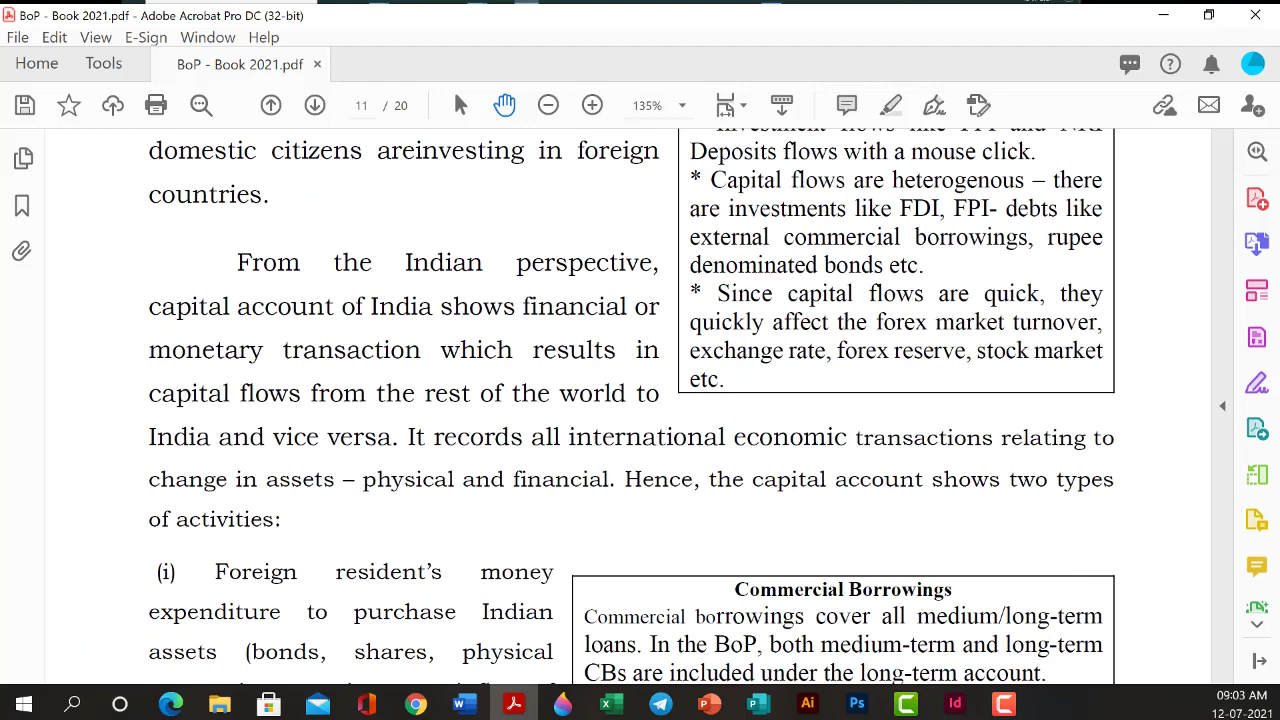 BoP - Book 2021.pdf - Adobe Acrobat Pro DC (32-bit)
File Edit View E-Sign Window Help
Home Tools BoP - Book 2021.pdf ×
11 / 20 135%
domestic citizens areinvesting in foreign
countries.
From the Indian perspective,
capital account of India shows financial or
monetary transaction which results in
capital flows from the rest of the world to
India and vice versa. It records all international economic transactions relating to
change in assets – physical and financial. Hence, the capital account shows two types
of activities:
(i) Foreign resident's money
expenditure to purchase Indian
assets (bonds, shares, physical
Investment flows like FPI and NRI
Deposits flows with a mouse click.
* Capital flows are heterogenous – there
are investments like FDI, FPI- debts like
external commercial borrowings, rupee
denominated bonds etc.
* Since capital flows are quick, they
quickly affect the forex market turnover,
exchange rate, forex reserve, stock market
etc.
Commercial Borrowings
Commercial borrowings cover all medium/long-term
loans. In the BoP, both medium-term and long-term
CBs are included under the long-term account.
09:03 AM
12-07-2021